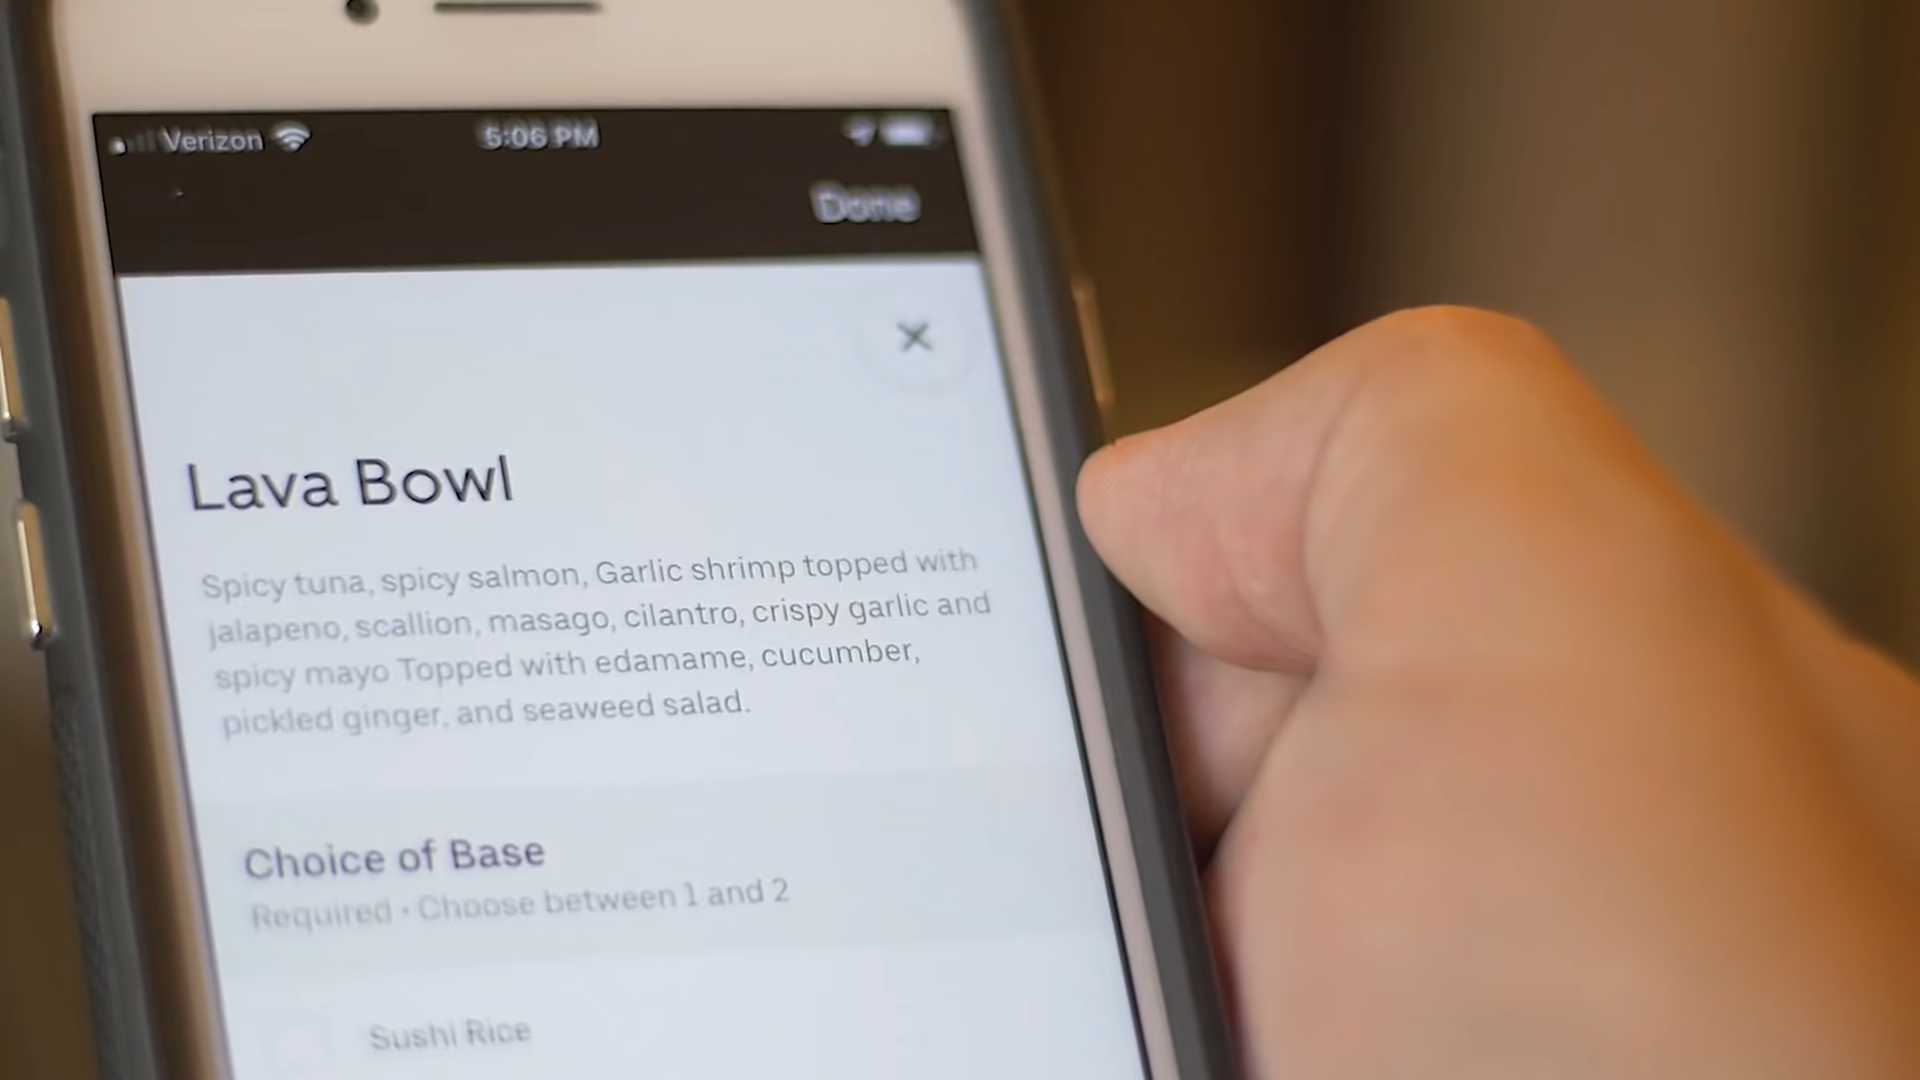 Verizon 5:06 PM
Done
Lava Bowl
Spicy tuna, spicy salmon, Garlic shrimp topped with
jalapeno, scallion, masago, cilantro, crispy garlic and
spicy mayo Topped with edamame, cucumber,
pickled ginger, and seaweed salad.
Choice of Base
Required • Choose between 1 and 2
Sushi Rice